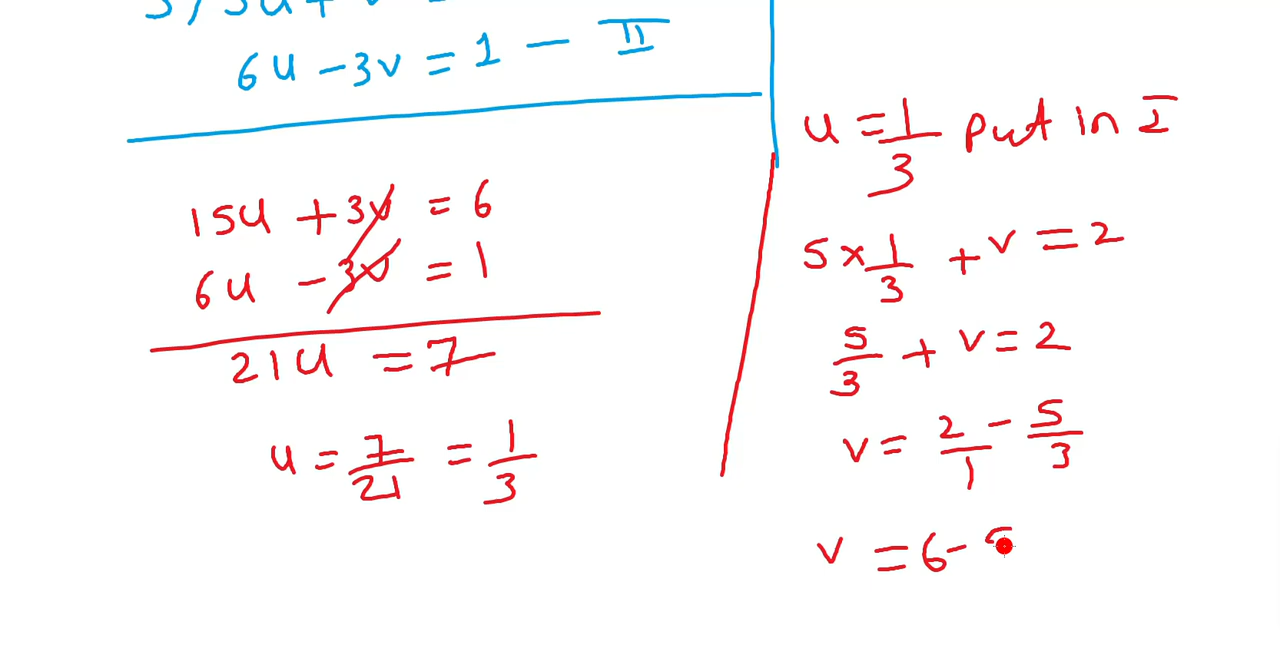 6u - 3v = 1 - II
15u + 3v = 6
6u - 3v = 1
21u = 7
u = 7/21 = 1/3
u = 1/3 put in I
5 × 1/3 + v = 2
5/3 + v = 2
v = 2/1 - 5/3
v = 6 -